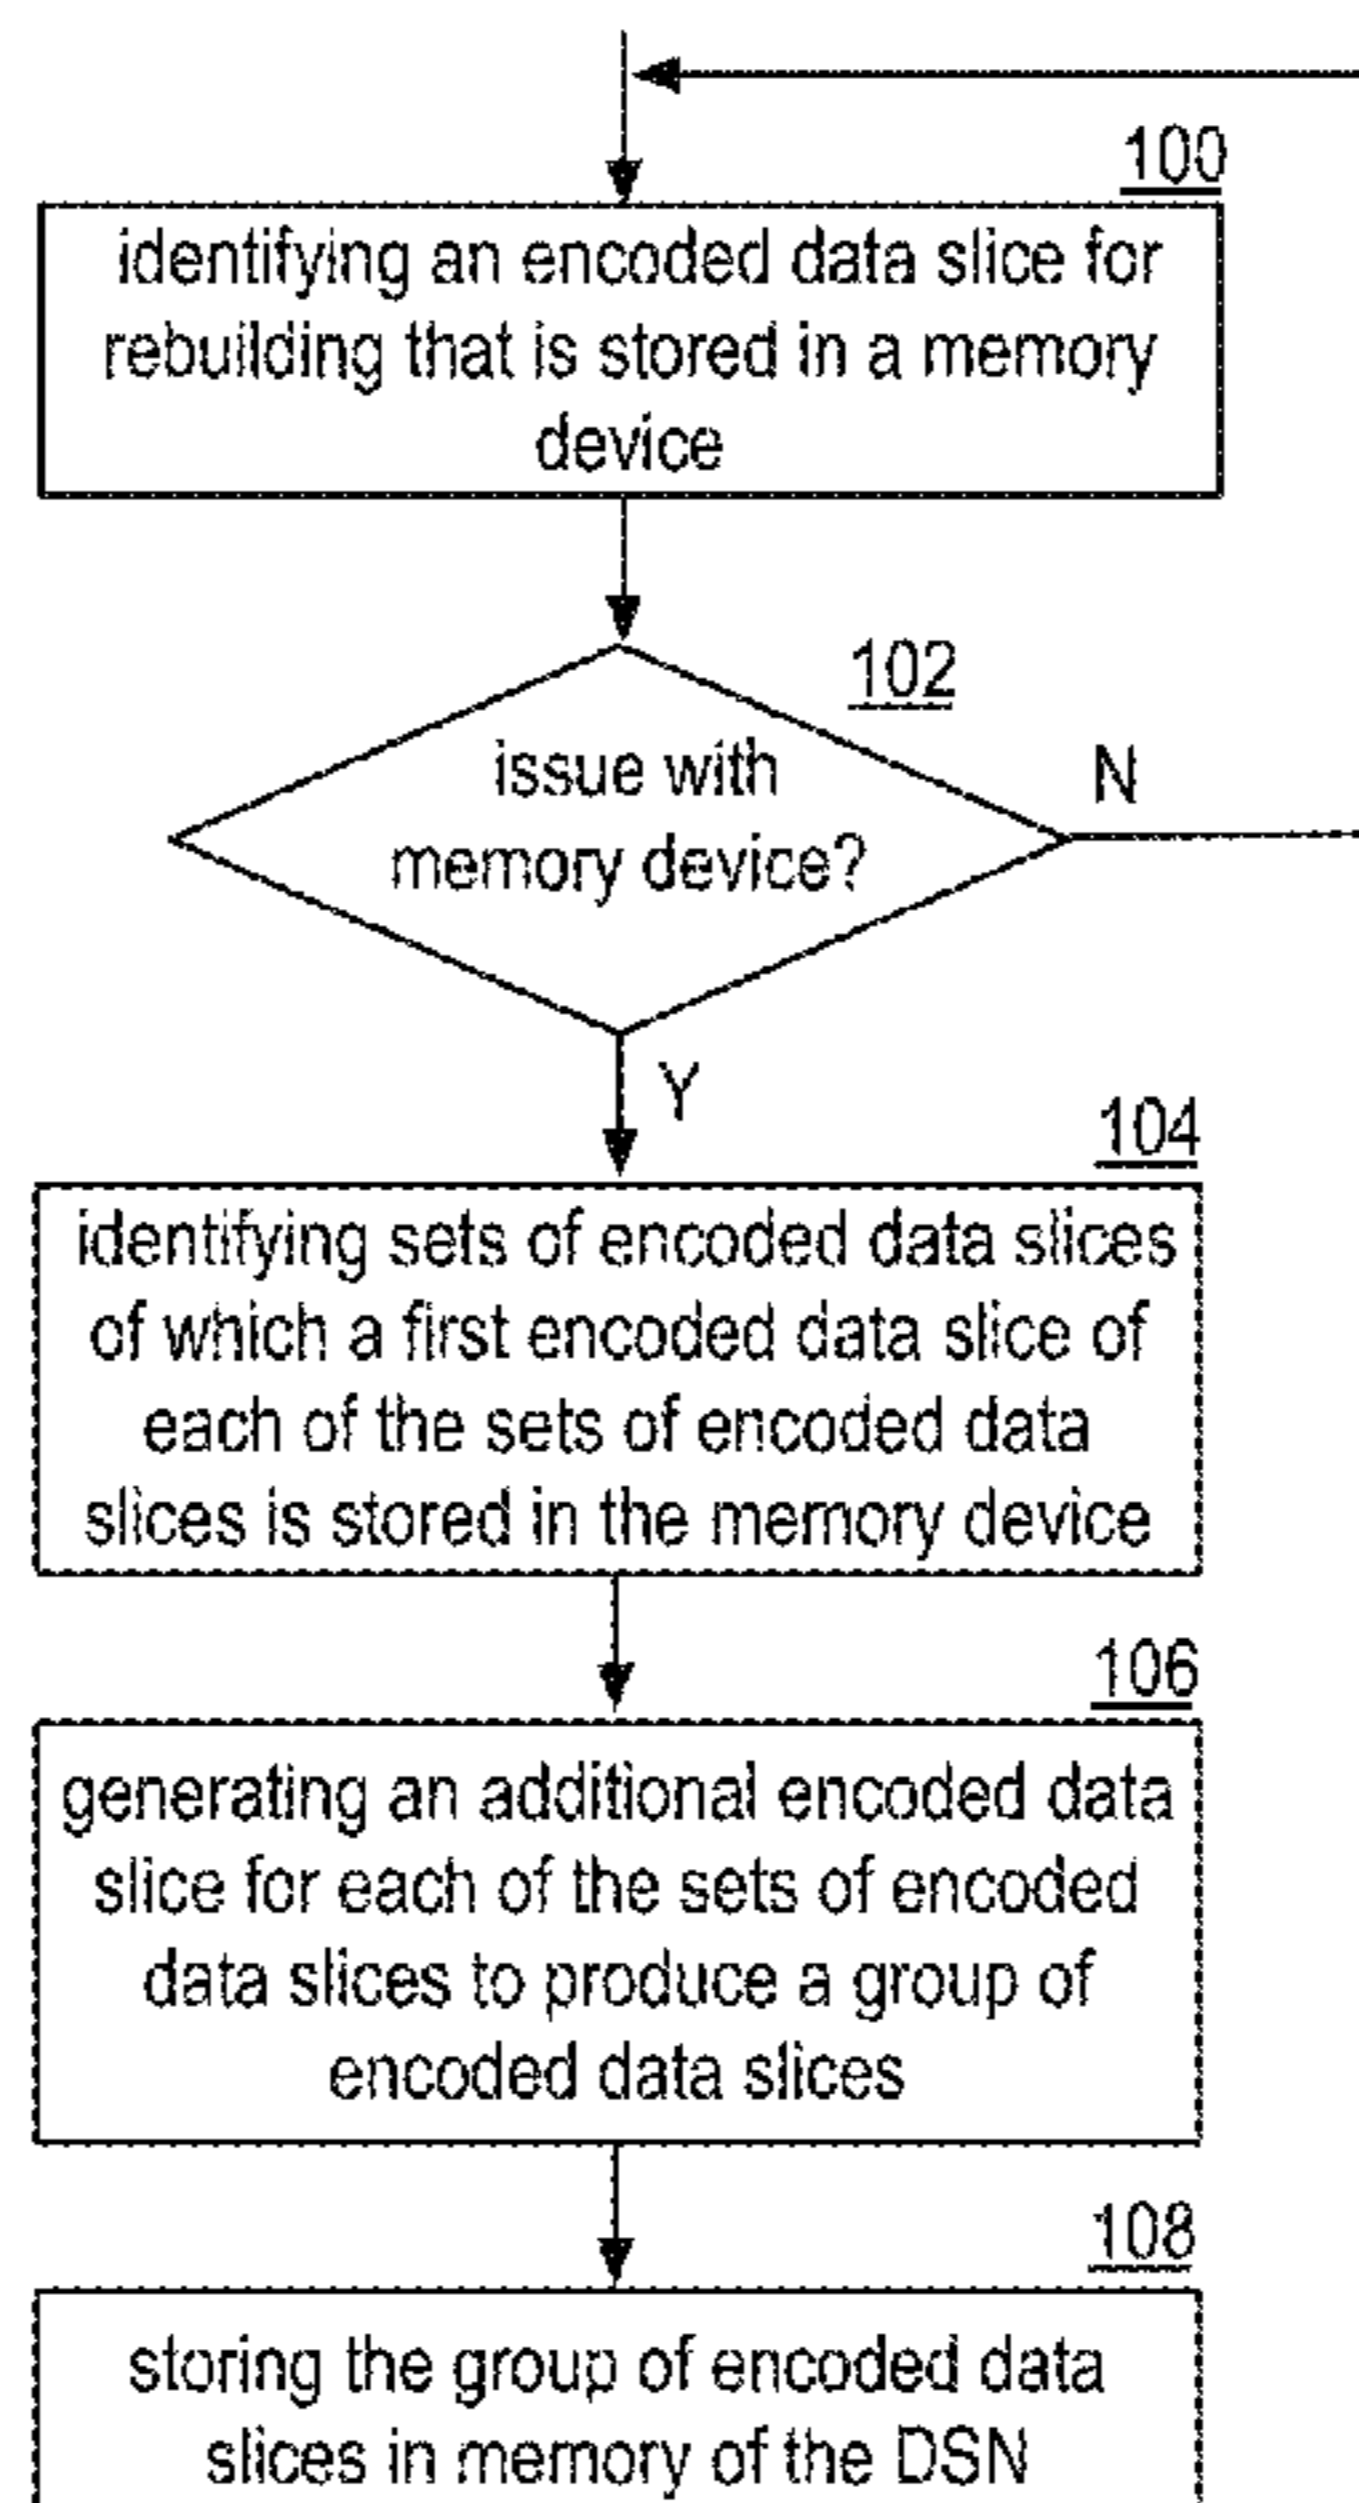 100
identifying an encoded data slice for
rebuilding that is stored in a memory
device
102
issue with
memory device?
N
Y
104
identifying sets of encoded data slices
of which a first encoded data slice of
each of the sets of encoded data
slices is stored in the memory device
106
generating an additional encoded data
slice for each of the sets of encoded
data slices to produce a group of
encoded data slices
108
storing the group of encoded data
slices in memory of the DSN